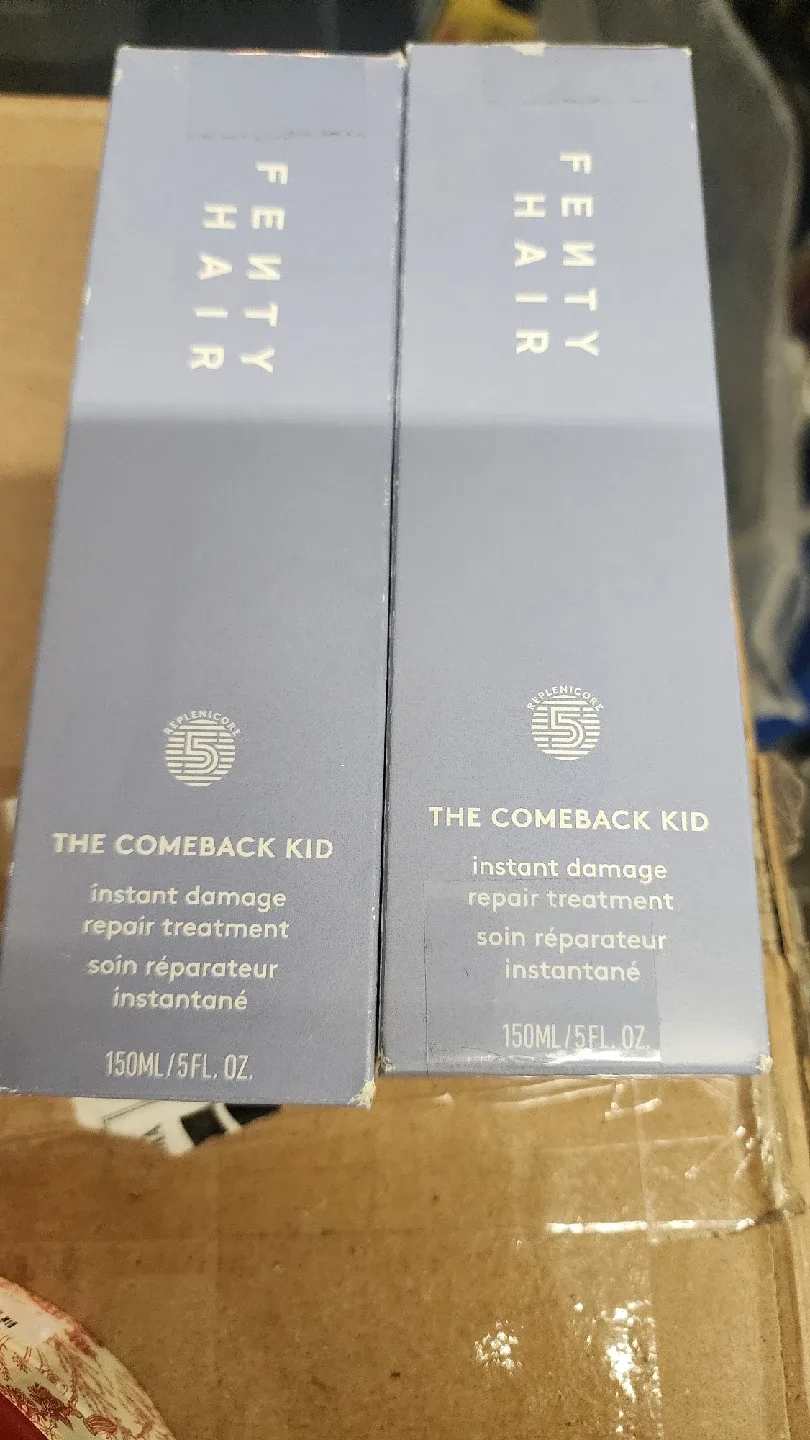 FENTY
HAIR
REPLENICORE
5
THE COMEBACK KID
instant damage
repair treatment
soin réparateur
instantané
150ML/5FL. OZ.
FENTY
HAIR
REPLENICORE
5
THE COMEBACK KID
instant damage
repair treatment
soin réparateur
instantané
150ML/5FL. OZ.